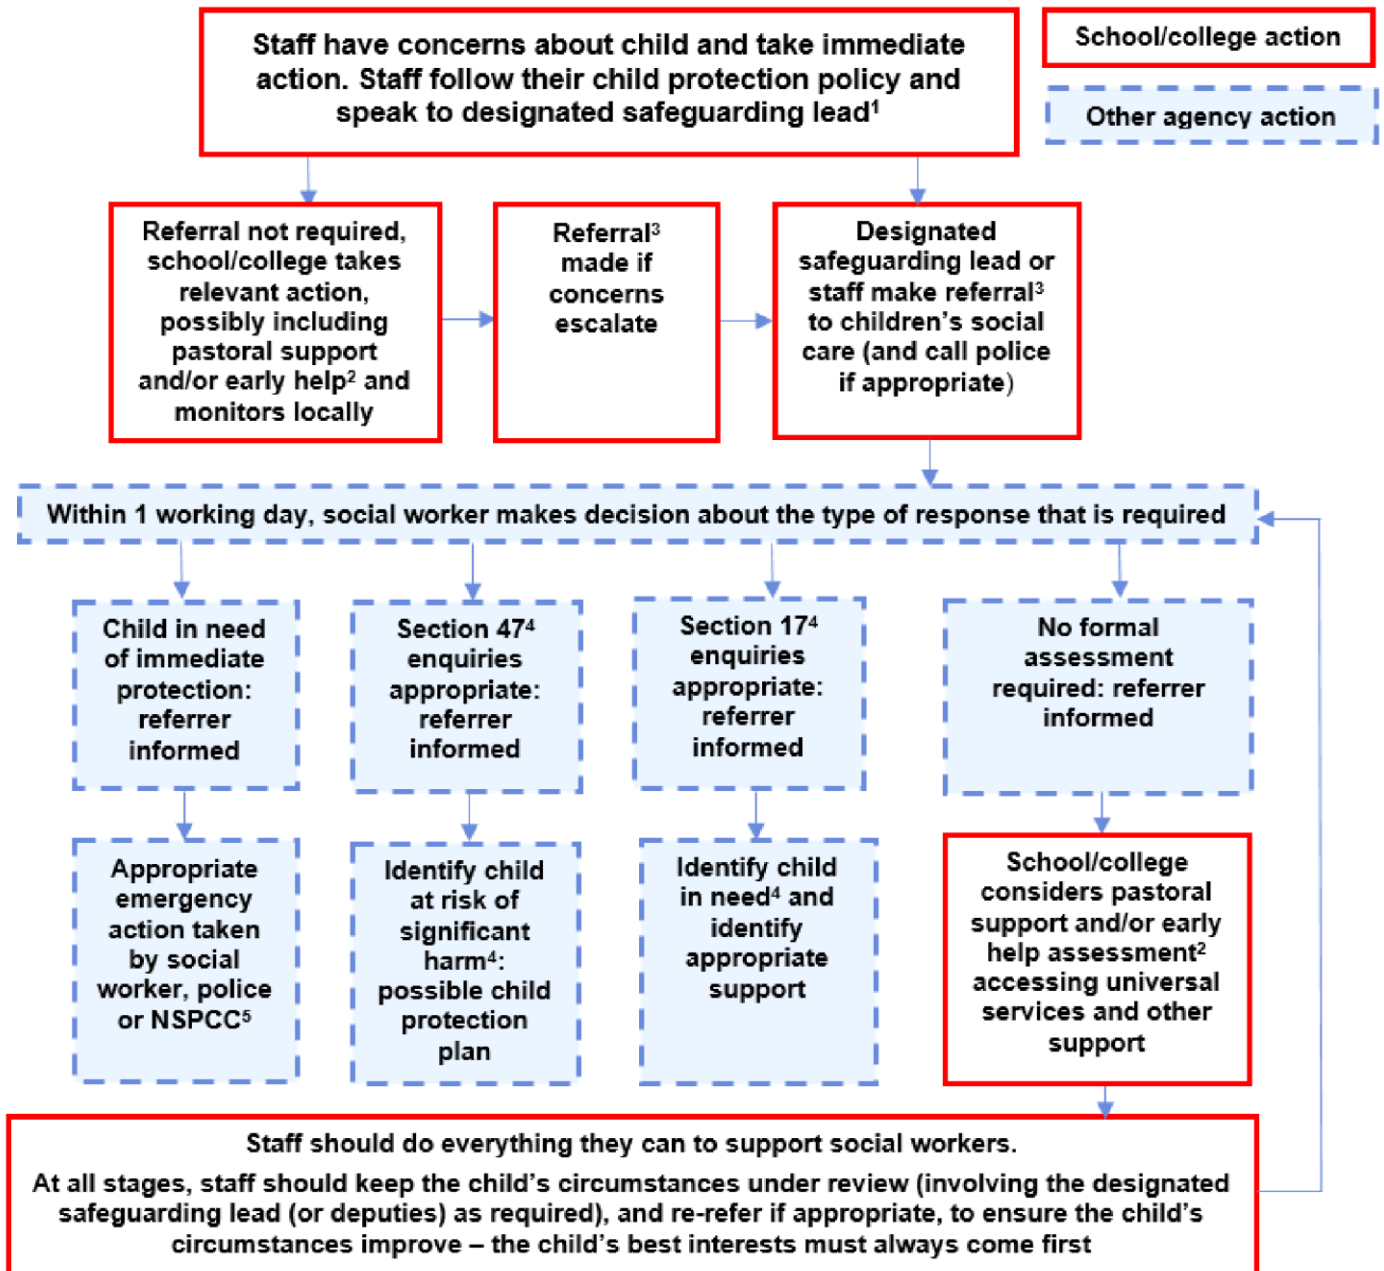 Staff have concerns about child and take immediate
action. Staff follow their child protection policy and
speak to designated safeguarding lead¹
School/college action
Other agency action
Referral not required,
school/college takes
relevant action,
possibly including
pastoral support
and/or early help² and
monitors locally
Referral³
made if
concerns
escalate
Designated
safeguarding lead or
staff make referral³
to children’s social
care (and call police
if appropriate)
Within 1 working day, social worker makes decision about the type of response that is required
Child in need
of immediate
protection:
referrer
informed
Section 47⁴
enquiries
appropriate:
referrer
informed
Section 17⁴
enquiries
appropriate:
referrer
informed
No formal
assessment
required: referrer
informed
Appropriate
emergency
action taken
by social
worker, police
or NSPCC⁵
Identify child
at risk of
significant
harm⁴:
possible child
protection
plan
Identify child
in need⁴ and
identify
appropriate
support
School/college
considers pastoral
support and/or early
help assessment²
accessing universal
services and other
support
Staff should do everything they can to support social workers.
At all stages, staff should keep the child’s circumstances under review (involving the designated
safeguarding lead (or deputies) as required), and re-refer if appropriate, to ensure the child’s
circumstances improve – the child’s best interests must always come first